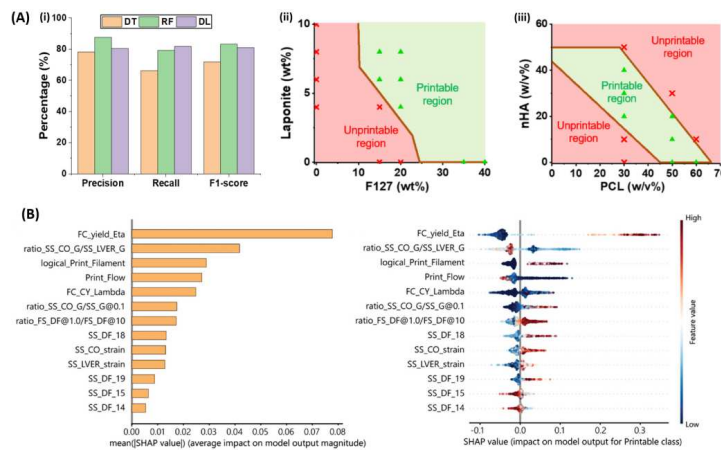 (A)
(i)
DT RF DL
100
80
60
40
20
0
Percentage (%)
Precision Recall F1-score
(ii)
10
5
0
Laponite (wt%)
Printable
region
Unprintable
region
0 10 20 30 40
F127 (wt%)
(iii)
60
50
40
30
20
10
0
nHA (w/v%)
Unprintable
region
Printable
region
Unprintable
region
0 10 20 30 40 50 60 70
PCL (w/v%)
(B)
FC_yield_Eta
ratio_SS_CO_G/SS_LVER_G
logical_Print_Filament
Print_Flow
FC_CY_Lambda
ratio_SS_CO_G/SS_G@0.1
ratio_FS_DF@1.0/FS_DF@10
SS_DF_18
SS_CO_strain
SS_LVER_strain
SS_DF_19
SS_DF_15
SS_DF_14
0.00 0.01 0.02 0.03 0.04 0.05 0.06 0.07 0.08
mean(|SHAP value|) (average impact on model output magnitude)
FC_yield_Eta
ratio_SS_CO_G/SS_LVER_G
logical_Print_Filament
Print_Flow
FC_CY_Lambda
ratio_SS_CO_G/SS_G@0.1
ratio_FS_DF@1.0/FS_DF@10
SS_DF_18
SS_CO_strain
SS_LVER_strain
SS_DF_19
SS_DF_15
SS_DF_14
-0.1 0.0 0.1 0.2 0.3
SHAP value (impact on model output for Printable class)
High
Feature value
Low